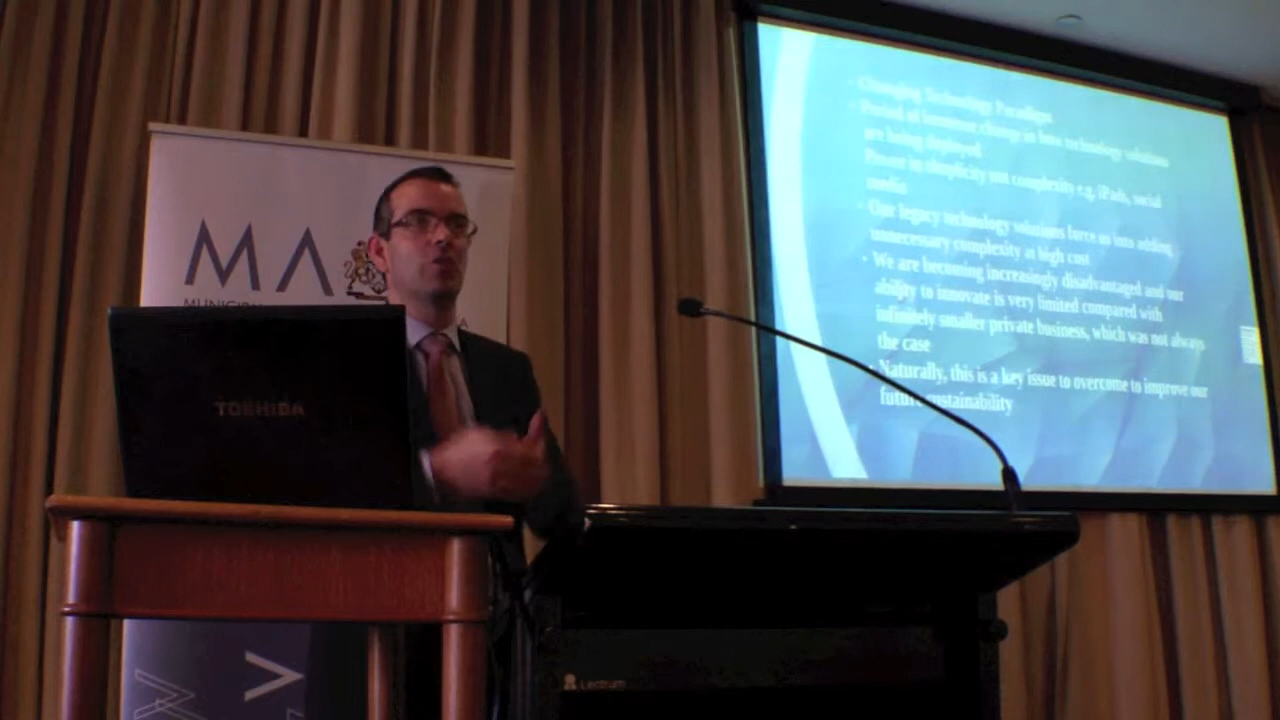 Changing Technology Paradigm
Period of immense change in how technology solutions
are being deployed
Power in simplicity not complexity e.g. iPads, social
media
Our legacy technology solutions force us into adding
unnecessary complexity at high cost
We are becoming increasingly disadvantaged and our
ability to innovate is very limited compared with
infinitely smaller private business, which was not always
the case
Naturally, this is a key issue to overcome to improve our
future sustainability
MA
TOSHIBA
Lectrum